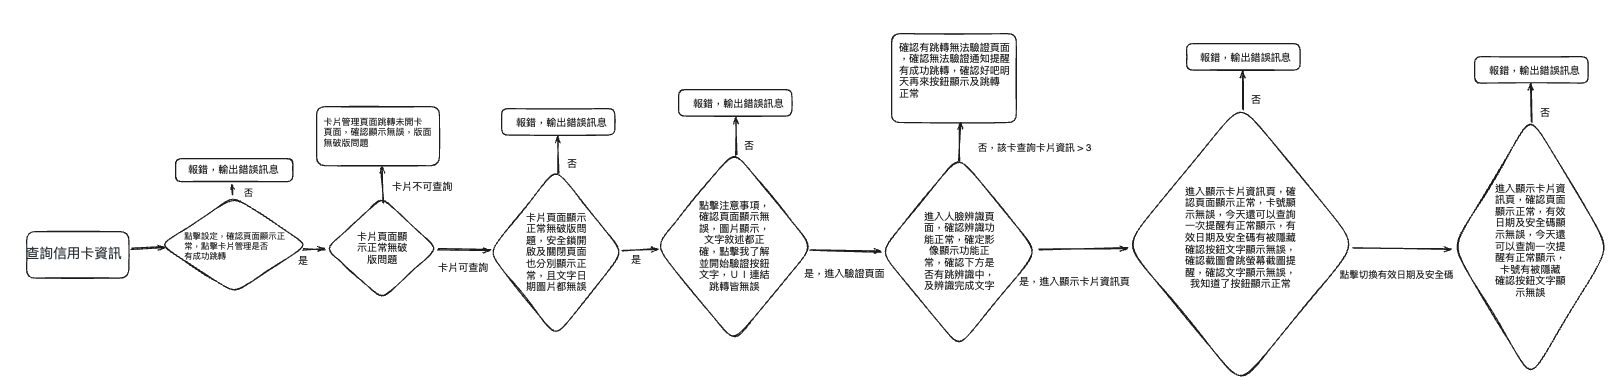 查詢信用卡資訊
報錯，輸出錯誤訊息
否
點擊設定，確認頁面顯示正
常，點擊卡片管理是否
有成功跳轉
是
卡片管理頁面跳轉未開卡
頁面，確認顯示無誤，版面
無破版問題
卡片不可查詢
卡片頁面顯
示正常無破
版問題
卡片可查詢
報錯，輸出錯誤訊息
否
卡片頁面顯示
正常無破版問
題，安全鎖開
啟及關閉頁面
也分別顯示正
常，且文字日
期圖片都無誤
是
報錯，輸出錯誤訊息
否
點擊注意事項，
確認頁面顯示無
誤，圖片顯示，
文字敘述都正
確，點擊我了解
並開始驗證按鈕
文字，ＵＩ連結
跳轉皆無誤
是，進入驗證頁面
確認有跳轉無法驗證頁面
，確認無法驗證通知提醒
有成功跳轉，確認好吧明
天再來按鈕顯示及跳轉
正常
否，該卡查詢卡片資訊 > 3
進入人臉辨識頁
面，確認辨識功
能正常，確定影
像顯示功能正
常，確認下方是
否有跳辨識中，
及辨識完成文字
是，進入顯示卡片資訊頁
報錯，輸出錯誤訊息
否
進入顯示卡片資訊頁，確
認頁面顯示正常，卡號顯
示無誤，今天還可以查詢
一次提醒有正常顯示，有
效日期及安全碼有被隱藏
確認按鈕文字顯示無誤，
確認截圖會跳螢幕截圖提
醒，確認文字顯示無誤，
我知道了按鈕顯示正常
點擊切換有效日期及安全碼
報錯，輸出錯誤訊息
否
進入顯示卡片資
訊頁，確認頁面
顯示正常，有效
日期及安全碼顯
示無誤，今天還
可以查詢一次提
醒有正常顯示，
卡號有被隱藏
確認按鈕文字顯
示無誤